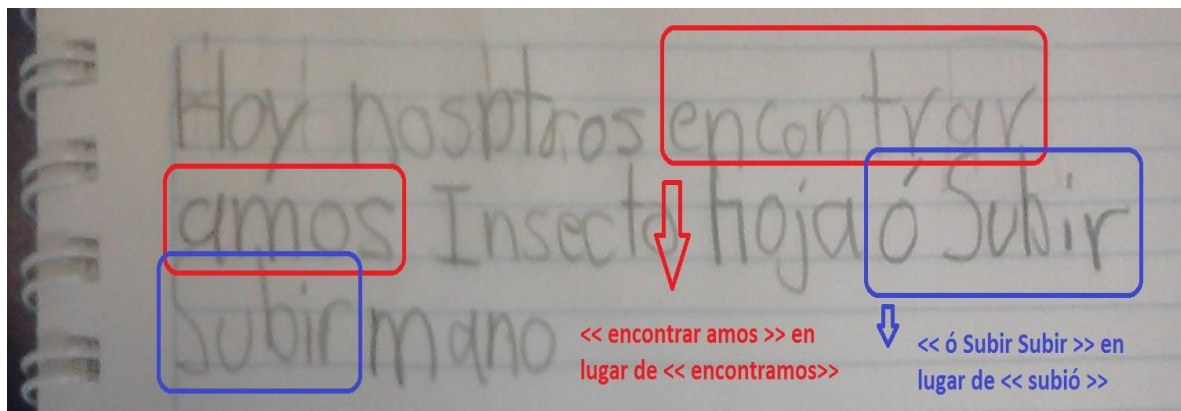 Hoy nosotros encontrar
amos Insecto hoja ó Subir
Subir mano
<< encontrar amos >> en
lugar de << encontramos>>
<< ó Subir Subir >> en
lugar de << subió >>